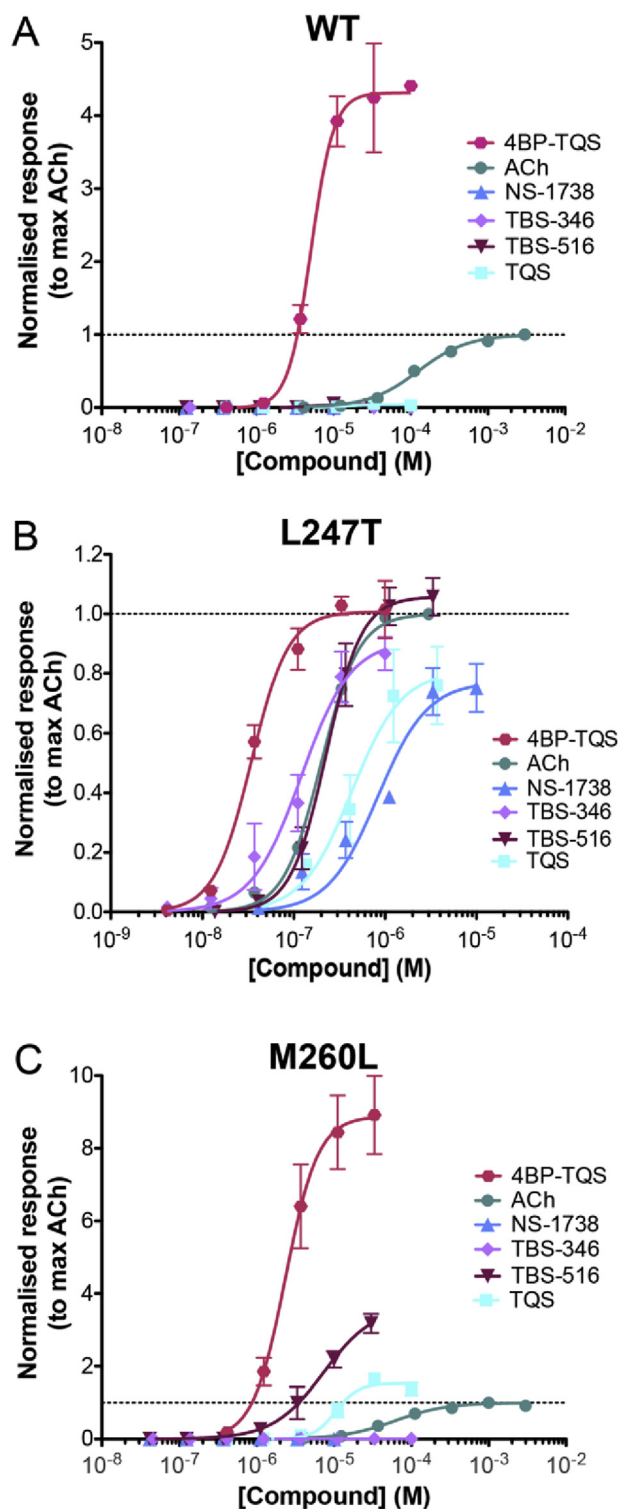 A
WT
Normalised response
(to max ACh)
5
4
3
2
1
0
10-8
10-7
10-6
10-5
10-4
10-3
10-2
[Compound] (M)
4BP-TQS
ACh
NS-1738
TBS-346
TBS-516
TQS
B
L247T
Normalised response
(to max ACh)
1.2
1.0
0.8
0.6
0.4
0.2
0.0
10-9
10-8
10-7
10-6
10-5
10-4
[Compound] (M)
4BP-TQS
ACh
NS-1738
TBS-346
TBS-516
TQS
C
M260L
Normalised response
(to max ACh)
10
8
6
4
2
0
10-8
10-7
10-6
10-5
10-4
10-3
10-2
[Compound] (M)
4BP-TQS
ACh
NS-1738
TBS-346
TBS-516
TQS